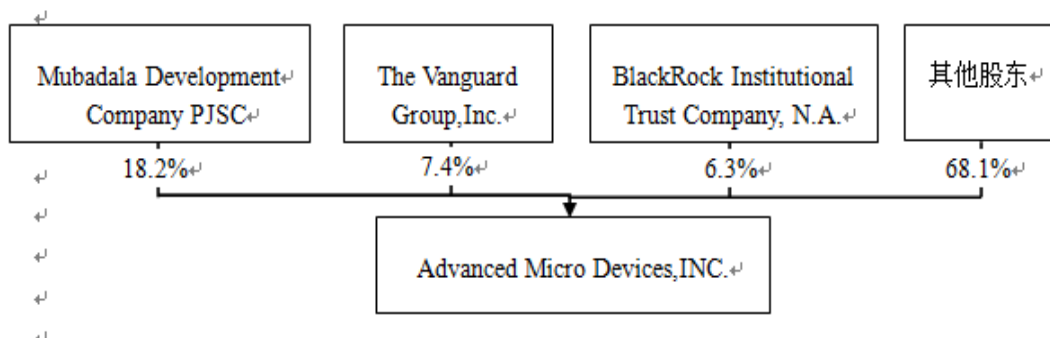 Mubadala Development
Company PJSC
The Vanguard
Group,Inc.
BlackRock Institutional
Trust Company, N.A.
其他股东
18.2%
7.4%
6.3%
68.1%
Advanced Micro Devices,INC.